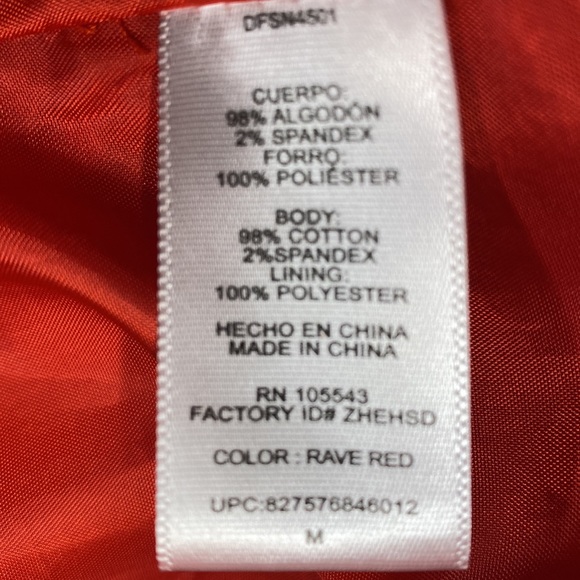 DFSN4501
CUERPO:
98% ALGODÓN
2% SPANDEX
FORRO:
100% POLIÉSTER
BODY:
98% COTTON
2%SPANDEX
LINING:
100% POLYESTER
HECHO EN CHINA
MADE IN CHINA
RN 105543
FACTORY ID# ZHEHSD
COLOR : RAVE RED
UPC:827576846012
M